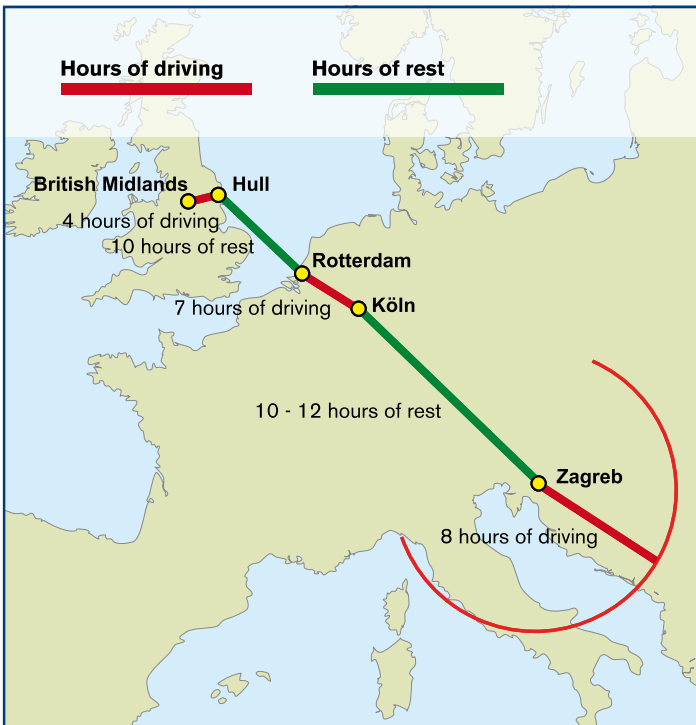 Hours of driving
Hours of rest
British Midlands
Hull
4 hours of driving
10 hours of rest
Rotterdam
7 hours of driving
Köln
10 - 12 hours of rest
Zagreb
8 hours of driving